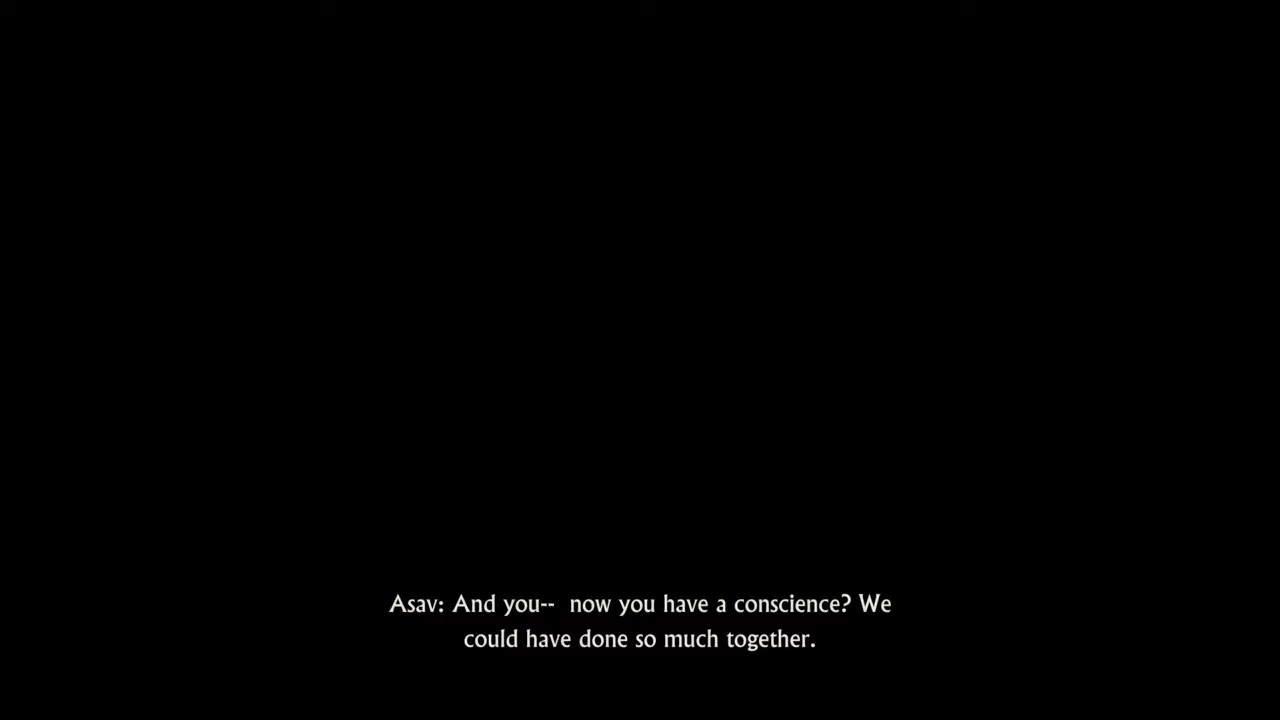 Asav: And you--  now you have a conscience? We
could have done so much together.